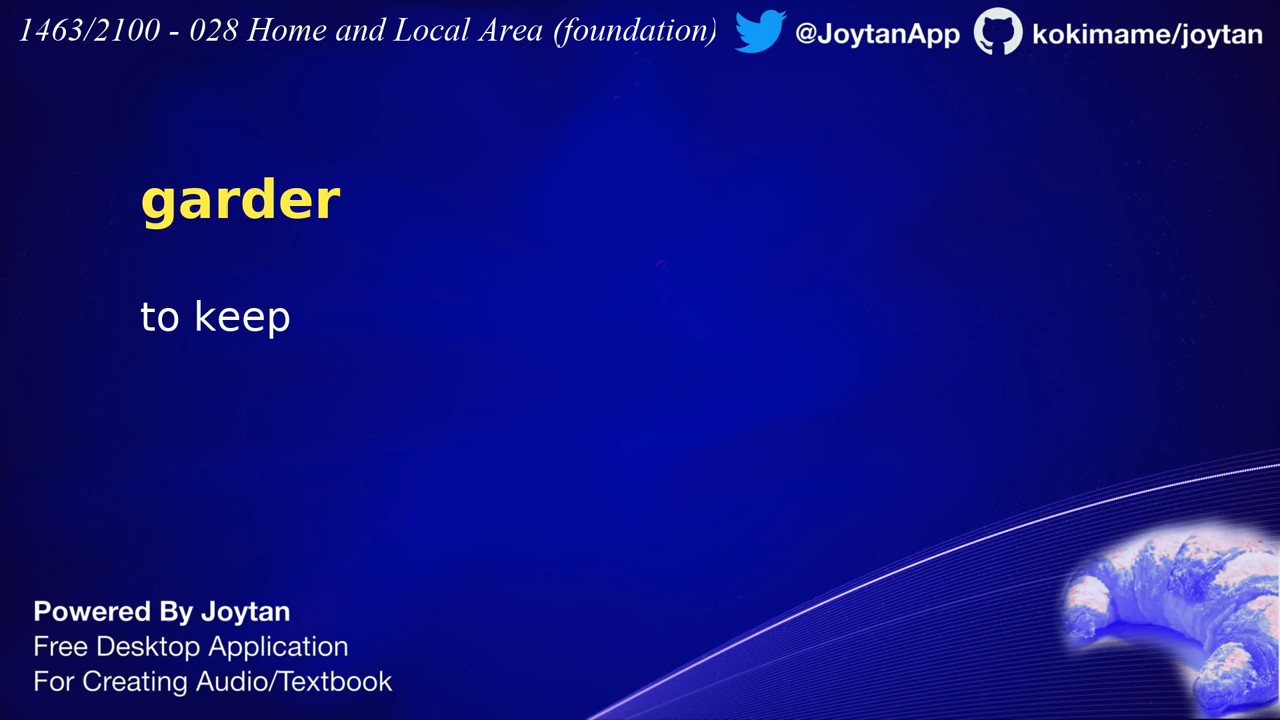 1463/2100 - 028 Home and Local Area (foundation)
@JoytanApp
kokimame/joytan
garder
to keep
Powered By Joytan
Free Desktop Application
For Creating Audio/Textbook